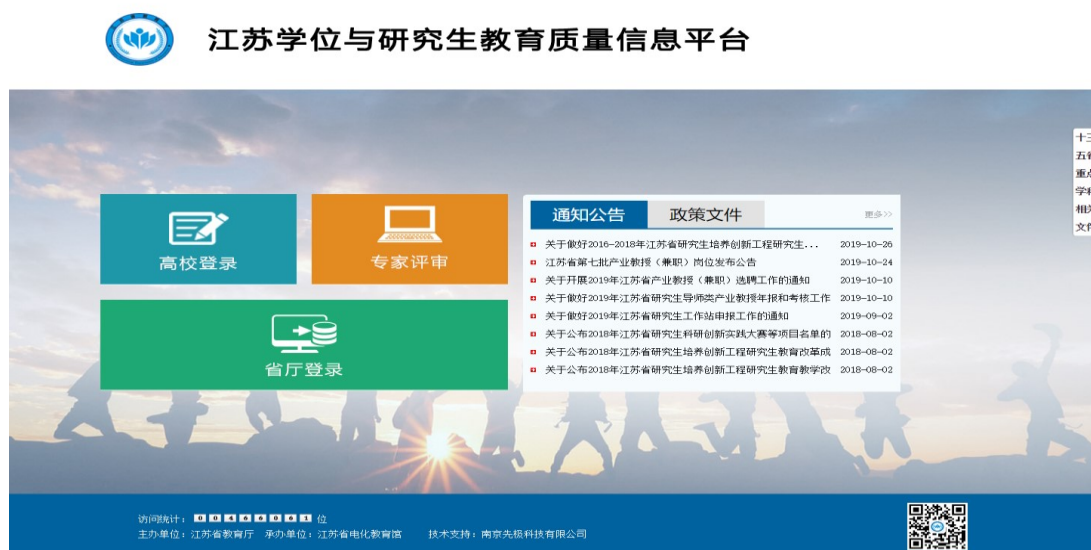 江苏学位与研究生教育质量信息平台
高校登录
专家评审
省厅登录
通知公告 政策文件 更多>>
关于做好2016-2018年江苏省研究生培养创新工程研究生... 2019-10-26
江苏省第七批产业教授（兼职）岗位发布公告 2019-10-24
关于开展2019年江苏省产业教授（兼职）选聘工作的通知 2019-10-10
关于做好2019年江苏省研究生导师类产业教授年报和考核工作 2019-10-10
关于做好2019年江苏省研究生工作站申报工作的通知 2019-09-02
关于公布2018年江苏省研究生科研创新实践大赛等项目名单的 2018-08-02
关于公布2018年江苏省研究生培养创新工程研究生教育改革成 2018-08-02
关于公布2018年江苏省研究生培养创新工程研究生教育教学改 2018-08-02
十三
五省
重点
学科
相关
文件
访问统计： 00466061 位
主办单位：江苏省教育厅 承办单位：江苏省电化教育馆 技术支持：南京先极科技有限公司